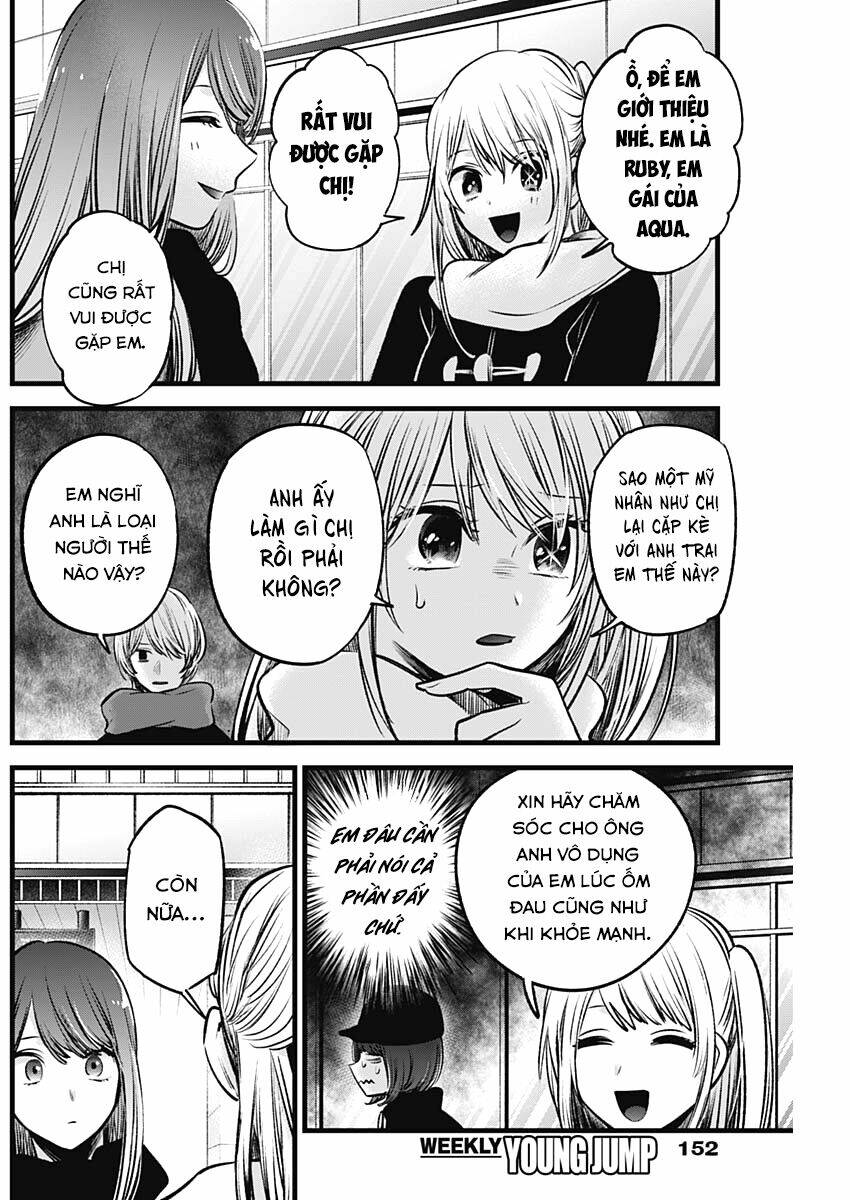 Ồ, ĐỂ EM
GIỚI THIỆU
NHÉ. EM LÀ
RUBY, EM
GÁI CỦA
AQUA.
RẤT VUI
ĐƯỢC GẶP
CHỊ!
CHỊ
CŨNG RẤT
VUI ĐƯỢC
GẶP EM.
SAO MỘT MỸ
NHÂN NHƯ CHỊ
LẠI CẶP KÈ
VỚI ANH TRAI
EM THẾ NÀY?
ANH ẤY
LÀM GÌ CHỊ
RỒI PHẢI
KHÔNG?
EM NGHĨ
ANH LÀ LOẠI
NGƯỜI THẾ
NÀO VẬY?
XIN HÃY CHĂM
SÓC CHO ÔNG
ANH VÔ DỤNG
CỦA EM LÚC ỐM
ĐAU CŨNG NHƯ
KHI KHỎE MẠNH.
EM ĐÂU CẦN
PHẢI NÓI CẢ
PHẦN ĐẤY
CHỨ.
CÒN
NỮA...
WEEKLY YOUNG JUMP 152